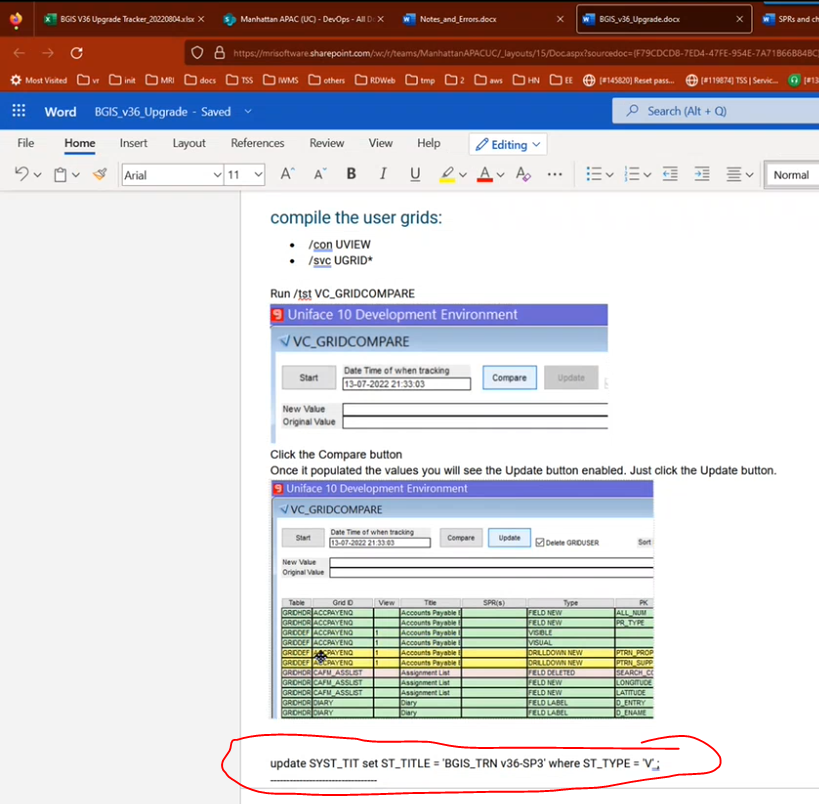 BGIS V36 Upgrade Tracker_20220804.xlsx
Manhattan APAC (UC) - DevOps - All D
Notes_and_Errors.docx
BGIS_v36_Upgrade.docx
SPRs and ch
https://mrisoftware.sharepoint.com/:w:/r/teams/ManhattanAPACUC/_layouts/15/Doc.aspx?sourcedoc={F79CDCD8-7ED4-47FE-954E-7A71866B84BC
Most Visited vr init MRI docs TSS IWMS others RDWeb tmp 2 aws HN EE [#145820] Reset pass... [#119874] TSS | Servic... [#13
Word BGIS_v36_Upgrade - Saved Search (Alt + Q)
File Home Insert Layout References Review View Help Editing
Arial 11 A A B I U A A ... Normal
compile the user grids:
• /con UVIEW
• /svc UGRID*
Run /tst VC_GRIDCOMPARE
9 Uniface 10 Development Environment
VC_GRIDCOMPARE
Start Date Time of when tracking Compare Update
13-07-2022 21:33:03
New Value
Original Value
Click the Compare button
Once it populated the values you will see the Update button enabled. Just click the Update button.
9 Uniface 10 Development Environment
VC_GRIDCOMPARE
Start Date Time of when tracking Compare Update Delete GRIDUSER Sort
13-07-2022 21:33:03
New Value
Original Value
Table Grid ID View Title SPR(s) Type PK
GRIDHDR ACCPAYENQ Accounts Payable E FIELD NEW ALL_NUM
GRIDHDR ACCPAYENQ Accounts Payable E FIELD NEW PR_TYPE
GRIDDEF ACCPAYENQ 1 Accounts Payable E VISIBLE
GRIDDEF ACCPAYENQ 1 Accounts Payable E VISUAL
GRIDDEF ACCPAYENQ 1 Accounts Payable E DRILLDOWN NEW PTRN_PROP
GRIDDEF ACCPAYENQ 1 Accounts Payable E DRILLDOWN NEW PTRN_SUPP
GRIDHDR CAFM_ASSLIST Assignment List FIELD DELETED SEARCH_CO
GRIDHDR CAFM_ASSLIST Assignment List FIELD NEW LONGITUDE
GRIDHDR CAFM_ASSLIST Assignment List FIELD NEW LATITUDE
GRIDHDR DIARY Diary FIELD LABEL D_ENTRY
GRIDHDR DIARY Diary FIELD LABEL D_ENAME
update SYST_TIT set ST_TITLE = 'BGIS_TRN v36-SP3' where ST_TYPE = 'V' ;
--------------------------------